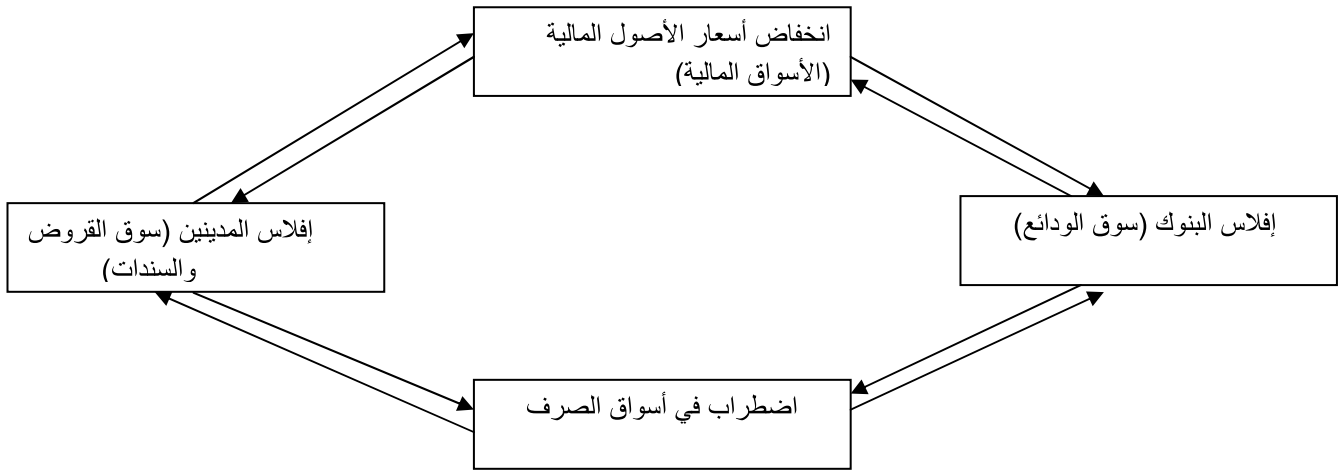 انخفاض أسعار الأصول المالية
(الأسواق المالية)
إفلاس البنوك (سوق الودائع)
إفلاس المدينين (سوق القروض
والسندات)
اضطراب في أسواق الصرف